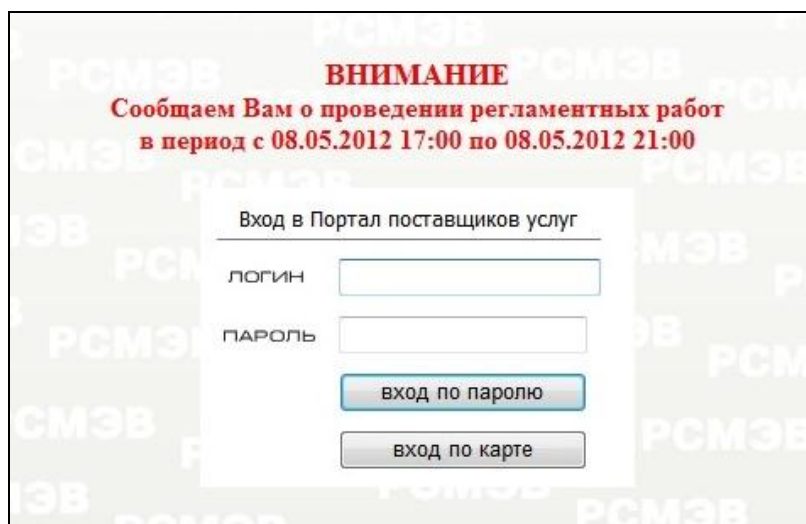 ВНИМАНИЕ
Сообщаем Вам о проведении регламентных работ
в период с 08.05.2012 17:00 по 08.05.2012 21:00
Вход в Портал поставщиков услуг
ЛОГИН
ПАРОЛЬ
вход по паролю
вход по карте
РСМЭВ